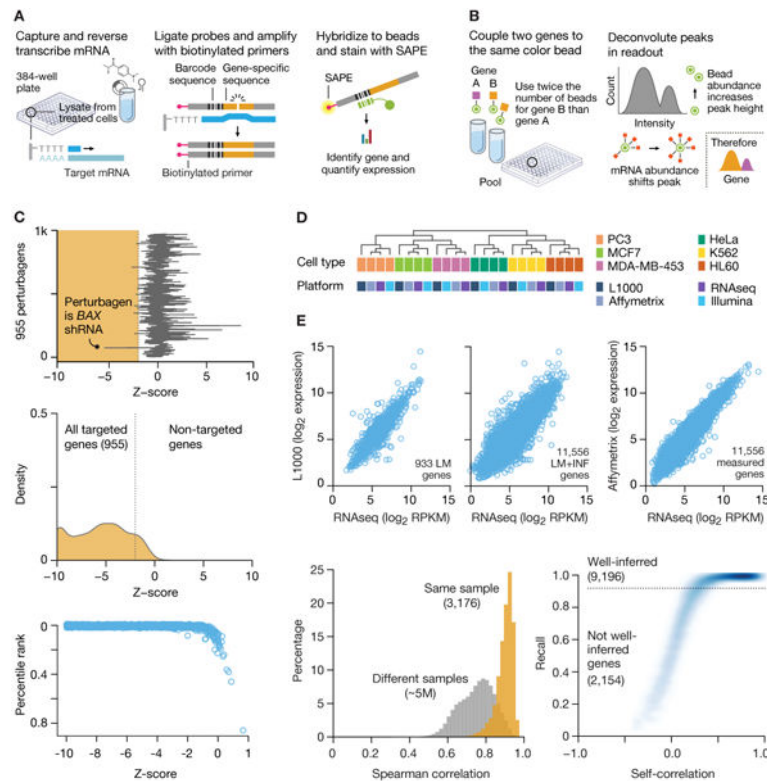 A
Capture and reverse
transcribe mRNA
384-well
plate
Lysate from
treated cells
TTTT
AAAA
Target mRNA
Ligate probes and amplify
with biotinylated primers
Barcode
sequence
Gene-specific
sequence
TTTT
Biotinylated primer
Hybridize to beads
and stain with SAPE
SAPE
Identify gene and
quantify expression
B
Couple two genes to
the same color bead
Gene
A B
Use twice
the number of beads
for gene B than
gene A
Pool
Deconvolute peaks
in readout
Count
Intensity
Bead
abundance
increases
peak height
mRNA abundance
shifts peak
Therefore
Gene
C
955 perturbagens
1k
0
Perturbagen
is BAX
shRNA
−10 −5 0 5 10
Z-score
Density
0.5
0
All targeted
genes (955)
Non-targeted
genes
−10 −5 0 5 10
Z-score
Percentile rank
0
0.4
0.8
-10 -8 -6 -4 -2 0 1
Z-score
D
Cell type
Platform
PC3
MCF7
MDA-MB-453
HeLa
K562
HL60
L1000
Affymetrix
RNAseq
Illumina
E
L1000 (log2 expression)
15
10
5
0
933 LM
genes
0 5 10 15
RNAseq (log2 RPKM)
11,556
LM+INF
genes
0 5 10 15
RNAseq (log2 RPKM)
Affymetrix (log2 expression)
15
10
5
0
11,556
measured
genes
0 5 10 15
RNAseq (log2 RPKM)
Percentage
25
20
15
10
5
0
Same sample
(3,176)
Different samples
(~5M)
0 0.2 0.4 0.6 0.8 1.0
Spearman correlation
Recall
1.0
0.8
0.6
0.4
0.2
0
Well-inferred
(9,196)
Not well-
inferred
genes
(2,154)
−1.0 0.0 1.0
Self-correlation